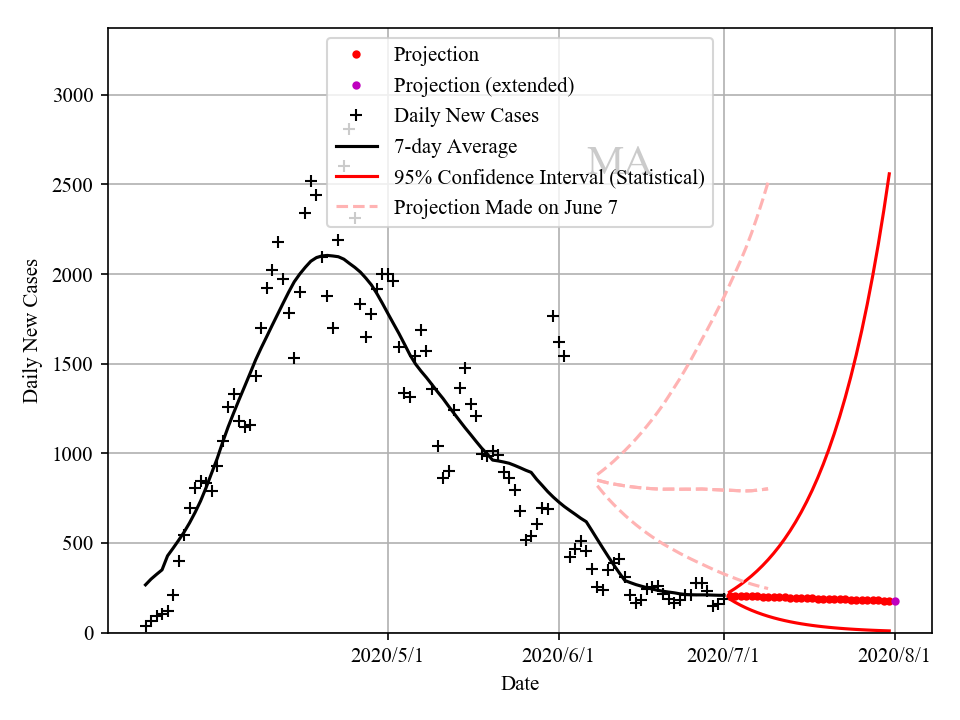 Projection
Projection (extended)
Daily New Cases
7-day Average
95% Confidence Interval (Statistical)
Projection Made on June 7
MA
3000
2500
2000
1500
1000
500
0
Daily New Cases
2020/5/1
2020/6/1
2020/7/1
2020/8/1
Date